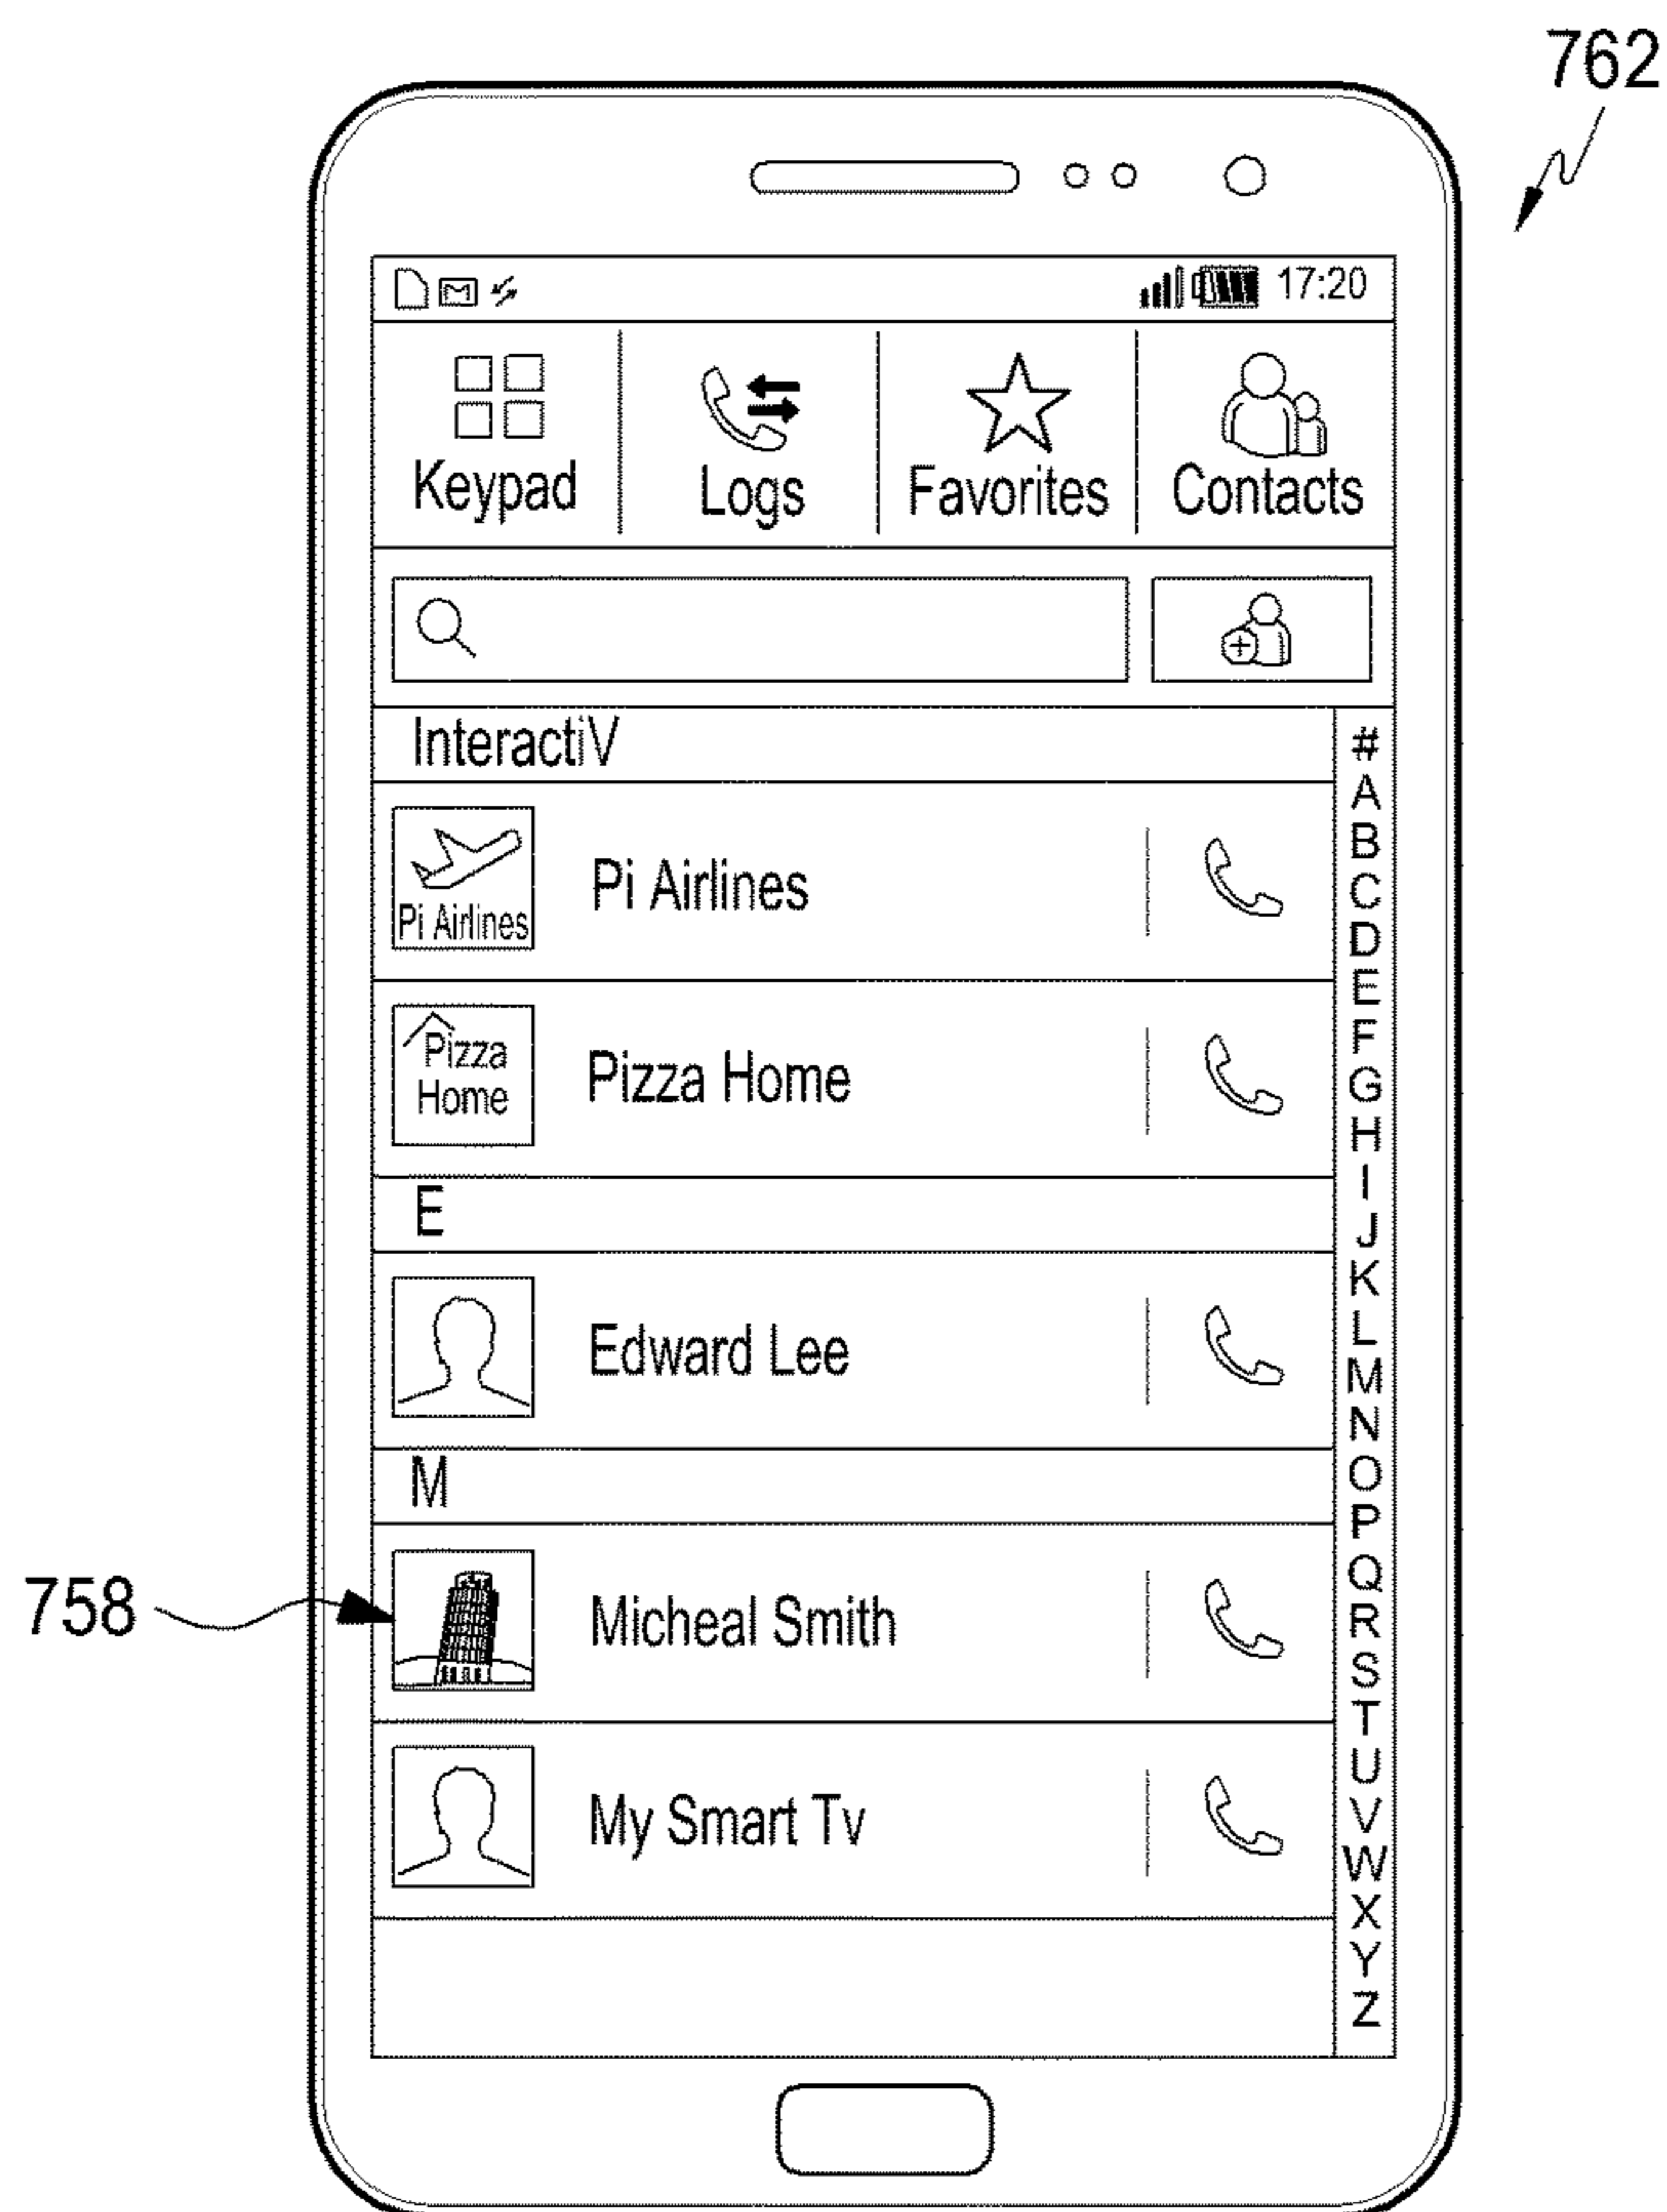 762
17:20
Keypad Logs Favorites Contacts
InteractiV
Pi Airlines
Pi Airlines
Pizza
Home
Pizza Home
E
Edward Lee
M
758
Micheal Smith
My Smart Tv
#
A
B
C
D
E
F
G
H
I
J
K
L
M
N
O
P
Q
R
S
T
U
V
W
X
Y
Z